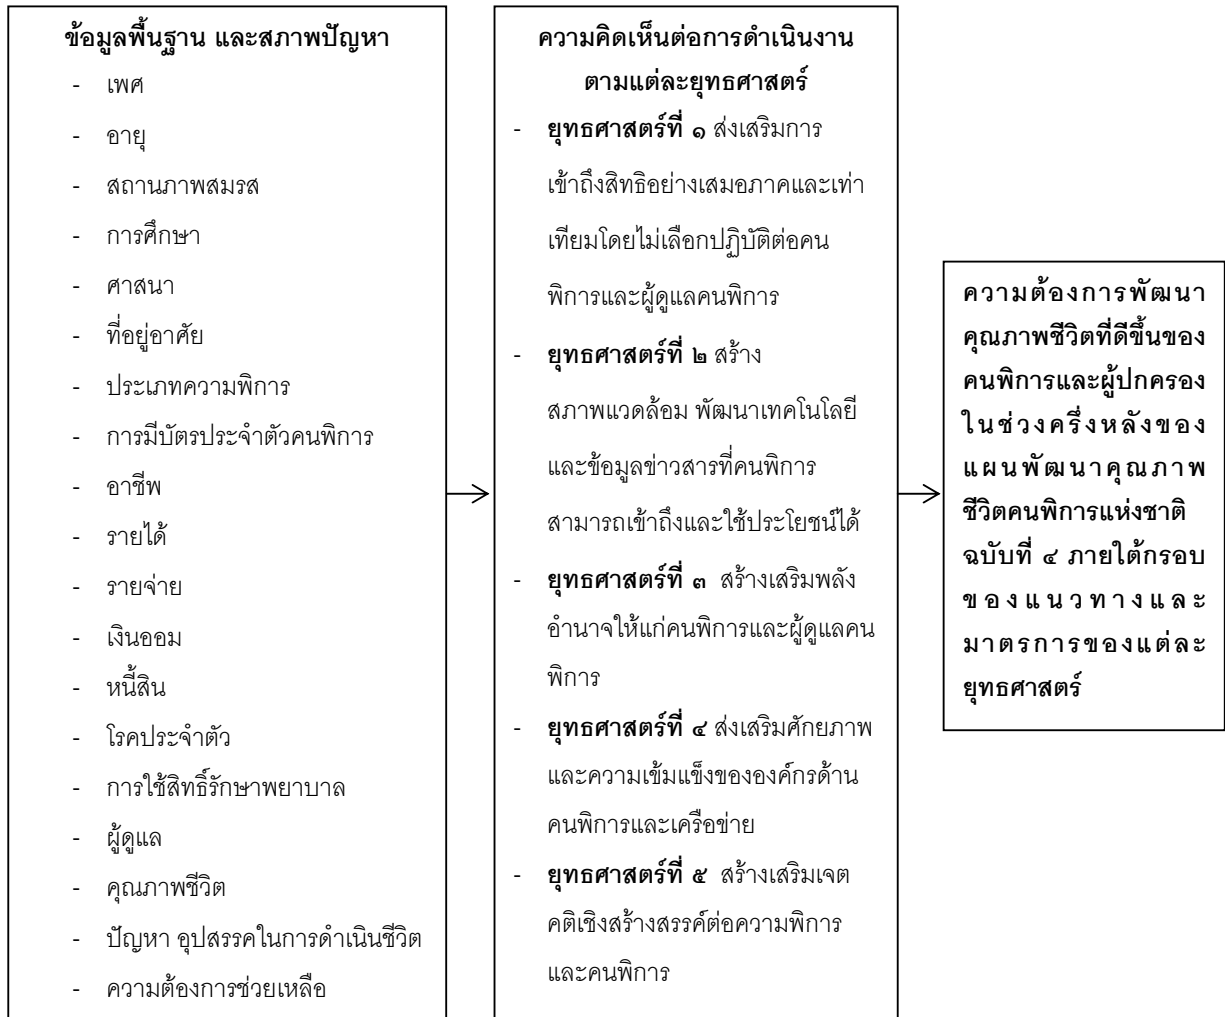 ข้อมูลพื้นฐาน และสภาพปัญหา
- เพศ
- อายุ
- สถานภาพสมรส
- การศึกษา
- ศาสนา
- ที่อยู่อาศัย
- ประเภทความพิการ
- การมีบัตรประจำตัวคนพิการ
- อาชีพ
- รายได้
- รายจ่าย
- เงินออม
- หนี้สิน
- โรคประจำตัว
- การใช้สิทธิ์รักษาพยาบาล
- ผู้ดูแล
- คุณภาพชีวิต
- ปัญหา อุปสรรคในการดำเนินชีวิต
- ความต้องการช่วยเหลือ
ความคิดเห็นต่อการดำเนินงาน
ตามแต่ละยุทธศาสตร์
- ยุทธศาสตร์ที่ ๑ ส่งเสริมการ
เข้าถึงสิทธิอย่างเสมอภาคและเท่า
เทียมโดยไม่เลือกปฏิบัติต่อคน
พิการและผู้ดูแลคนพิการ
- ยุทธศาสตร์ที่ ๒ สร้าง
สภาพแวดล้อม พัฒนาเทคโนโลยี
และข้อมูลข่าวสารที่คนพิการ
สามารถเข้าถึงและใช้ประโยชน์ได้
- ยุทธศาสตร์ที่ ๓ สร้างเสริมพลัง
อำนาจให้แก่คนพิการและผู้ดูแลคน
พิการ
- ยุทธศาสตร์ที่ ๔ ส่งเสริมศักยภาพ
และความเข้มแข็งขององค์กรด้าน
คนพิการและเครือข่าย
- ยุทธศาสตร์ที่ ๕ สร้างเสริมเจต
คติเชิงสร้างสรรค์ต่อความพิการ
และคนพิการ
ความต้องการพัฒนา
คุณภาพชีวิตที่ดีขึ้นของ
คนพิการและผู้ปกครอง
ในช่วงครึ่งหลังของ
แผนพัฒนาคุณภาพ
ชีวิตคนพิการแห่งชาติ
ฉบับที่ ๔ ภายใต้กรอบ
ของแนวทางและ
มาตรการของแต่ละ
ยุทธศาสตร์